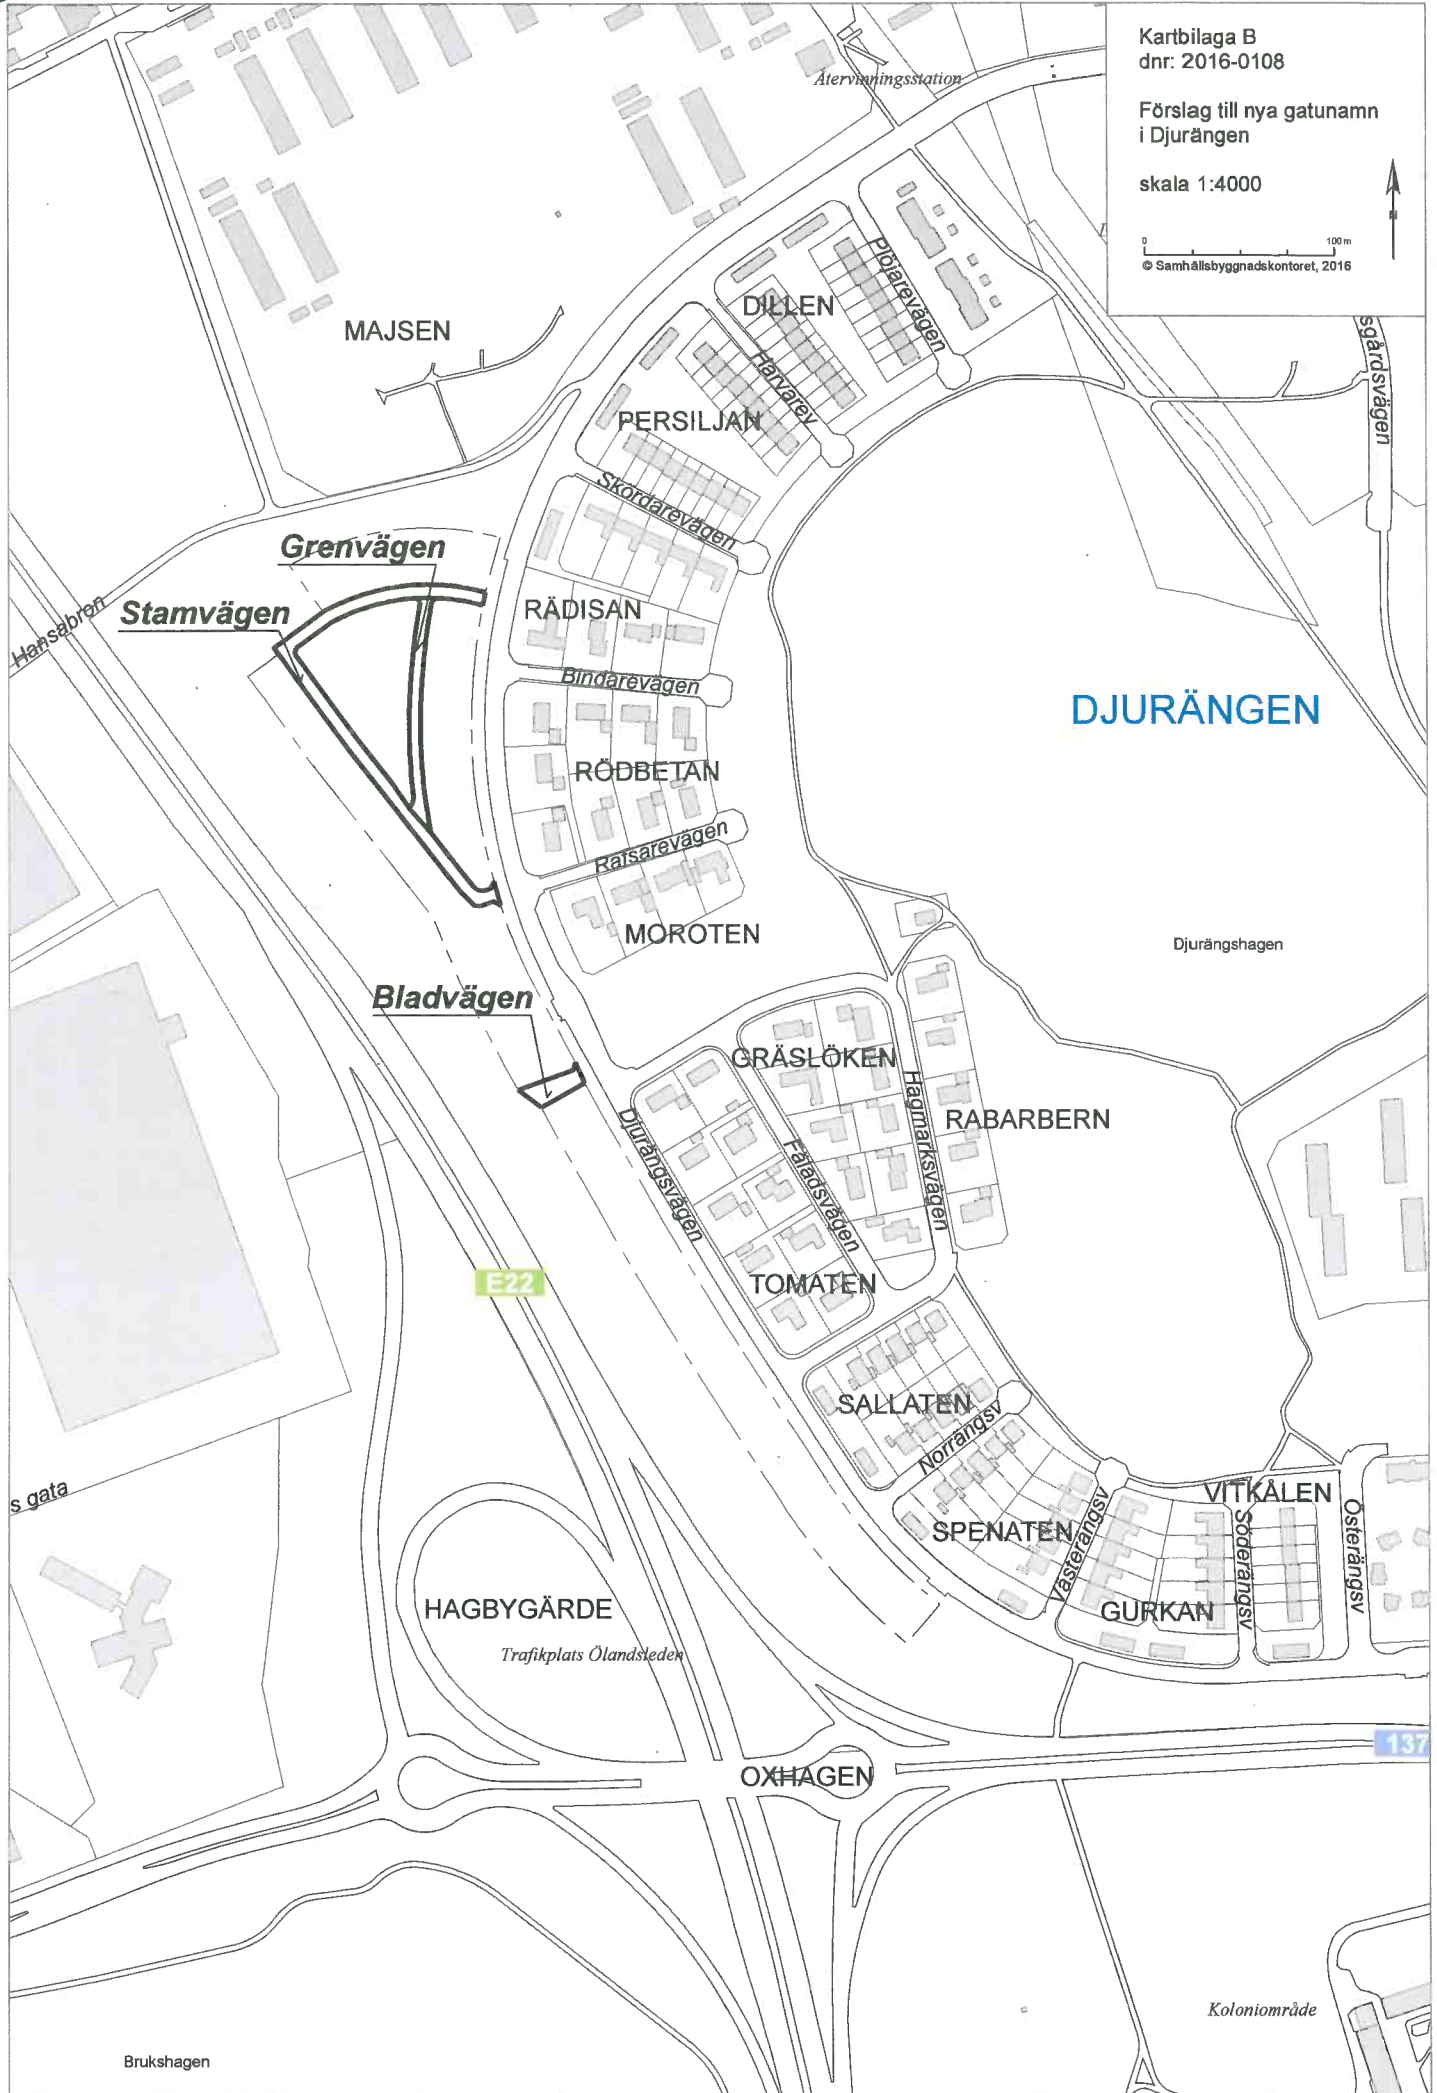 Kartbilaga B
dnr: 2016-0108
Förslag till nya gatunamn
i Djurängen
skala 1:4000
0 100 m
© Samhällsbyggnadskontoret, 2016
Återvinningsstation
MAJSEN
DILLEN
Plöjarevägen
Harvarev
PERSILJAN
sgårdsvägen
Skördarevägen
Grenvägen
Stamvägen
Hansabron
RÄDISAN
Bindarevägen
DJURÄNGEN
RÖDBETAN
Räfsarevägen
MOROTEN
Djurängshagen
Bladvägen
GRÄSLÖKEN
Hagmarksvägen
RABARBERN
Djurängsvägen
Fäladsvägen
E22
TOMATEN
SALLATEN
Norrängsv
s gata
VITKÅLEN
SPENATEN
Västerängsv
Söderängsv
Österängsv
GURKAN
HAGBYGÄRDE
Trafikplats Ölandsleden
137
OXHAGEN
Koloniområde
Brukshagen